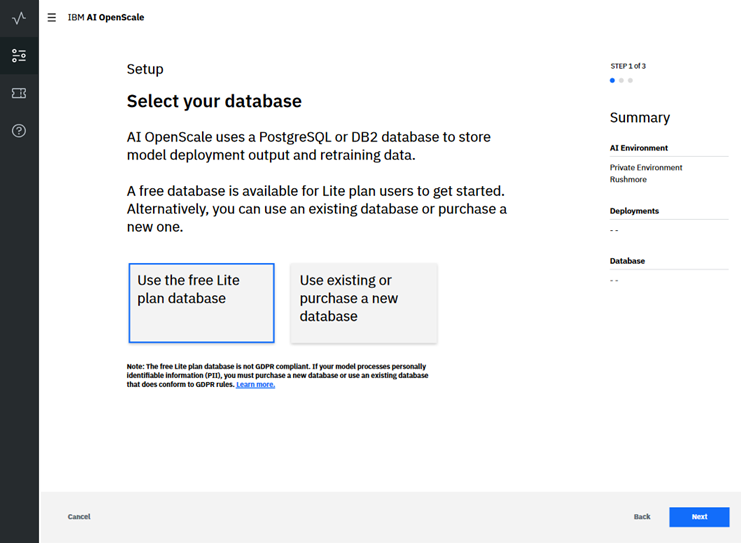 IBM AI OpenScale
Setup
Select your database
AI OpenScale uses a PostgreSQL or DB2 database to store
model deployment output and retraining data.
A free database is available for Lite plan users to get started.
Alternatively, you can use an existing database or purchase a
new one.
Use the free Lite
plan database
Use existing or
purchase a new
database
Note: The free Lite plan database is not GDPR compliant. If your model processes personally
identifiable information (PII), you must purchase a new database or use an existing database
that does conform to GDPR rules. Learn more.
STEP 1 of 3
Summary
AI Environment
Private Environment
Rushmore
Deployments
- -
Database
- -
Cancel
Back
Next